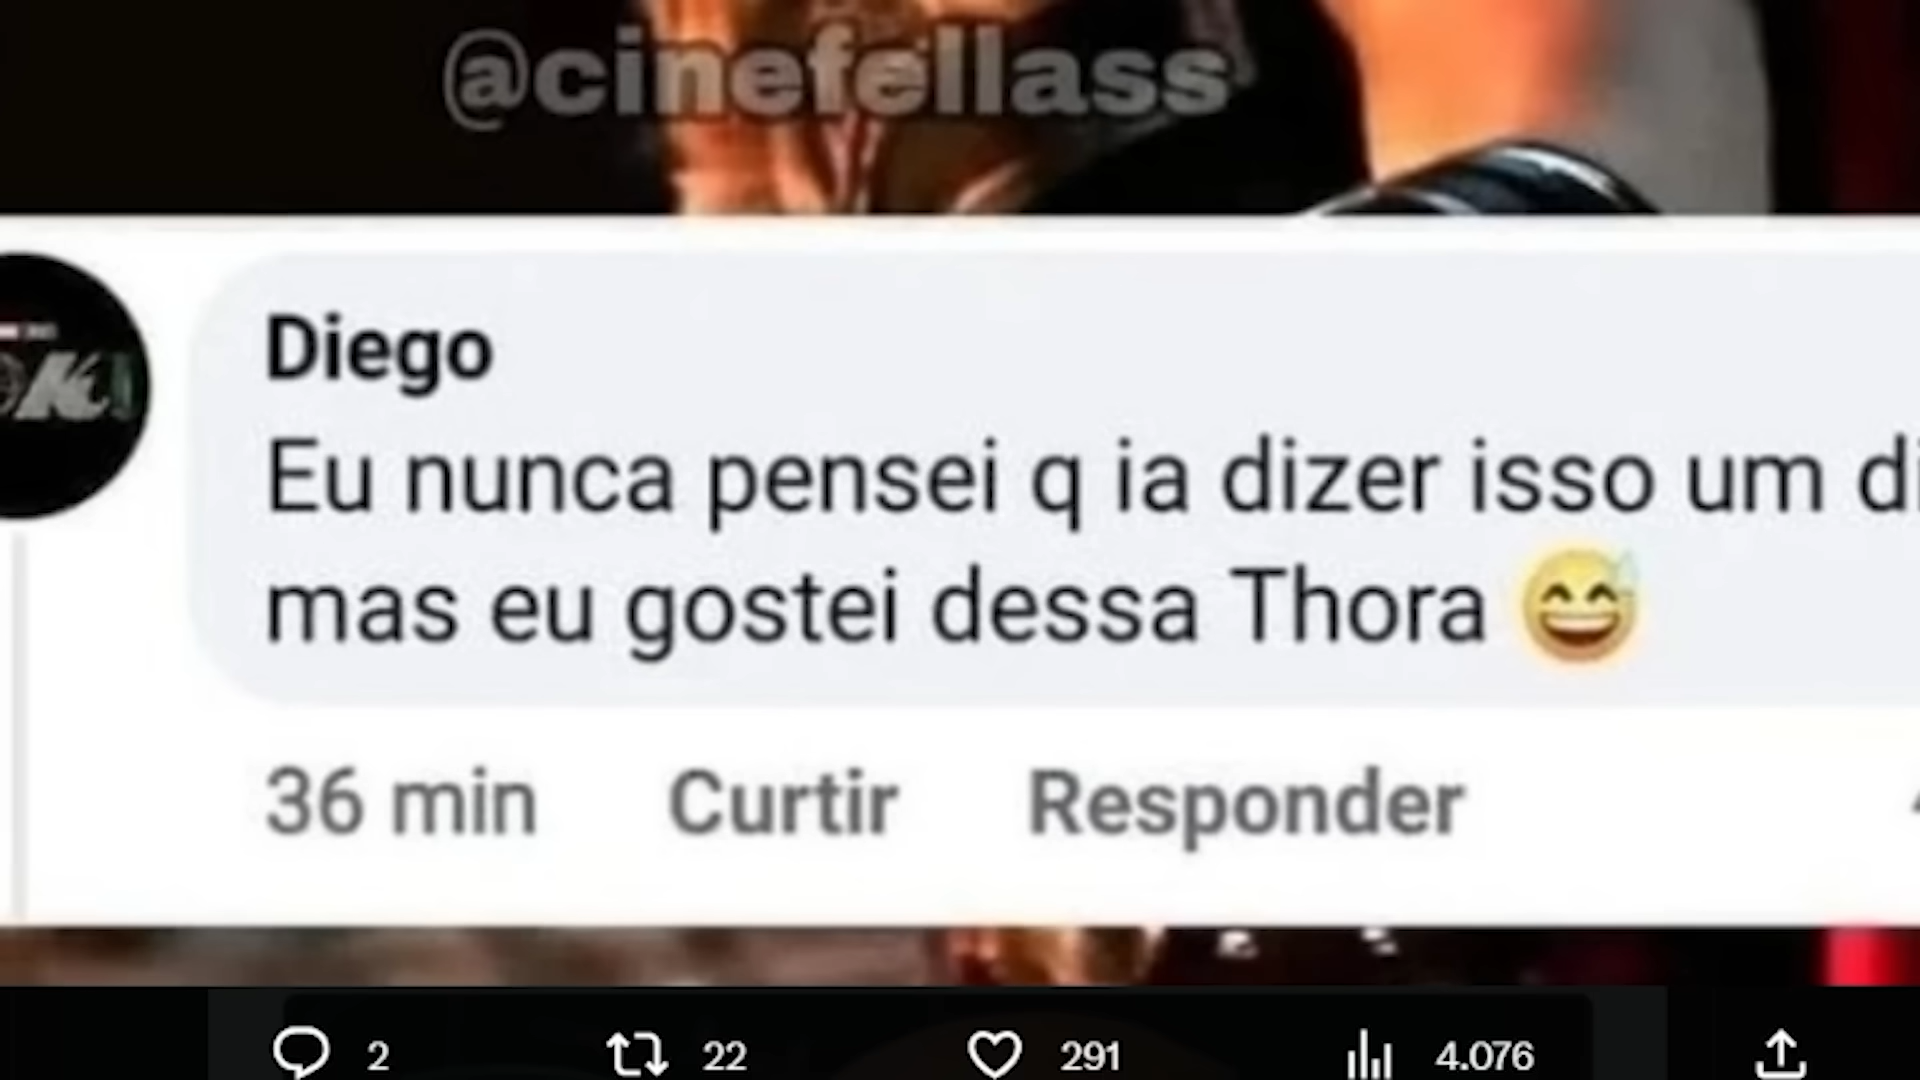 @cinefellass
Diego
Eu nunca pensei q ia dizer isso um di
mas eu gostei dessa Thora 😅
36 min Curtir Responder
2 22 291 4.076